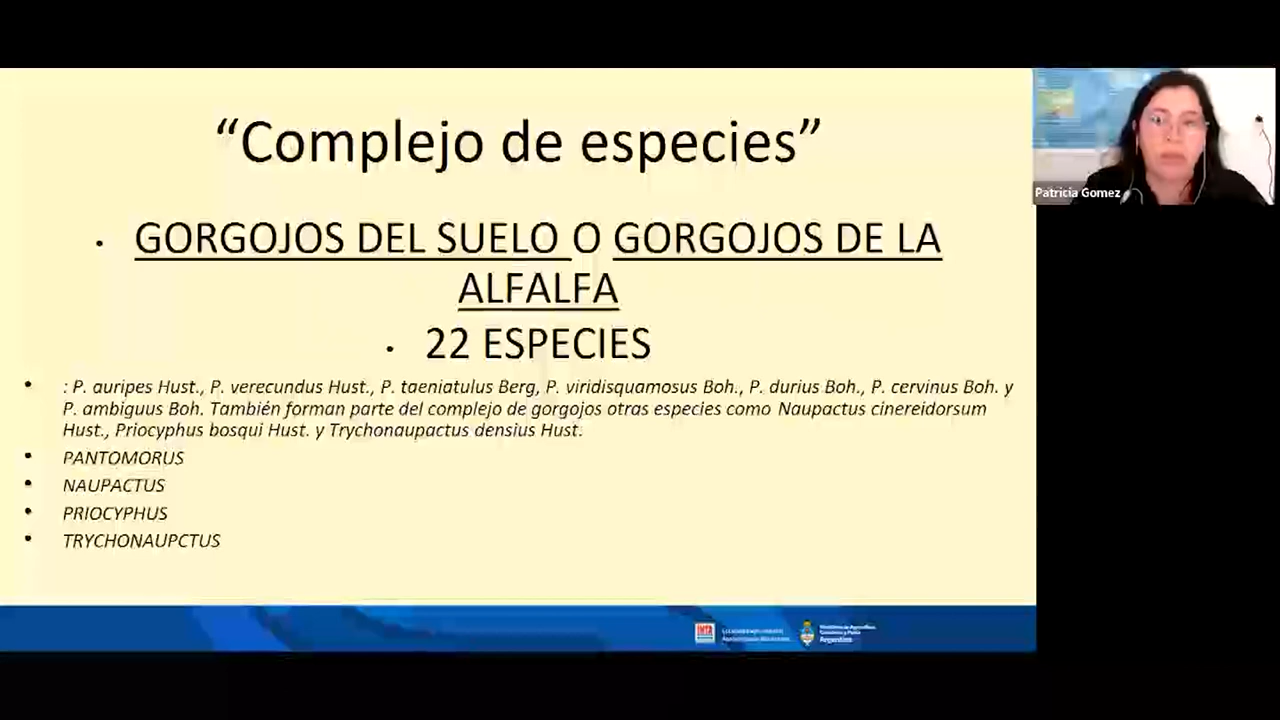 “Complejo de especies”
• GORGOJOS DEL SUELO O GORGOJOS DE LA
ALFALFA
• 22 ESPECIES
• : P. auripes Hust., P. verecundus Hust., P. taeniatulus Berg, P. viridisquamosus Boh., P. durius Boh., P. cervinus Boh. y
P. ambiguus Boh. También forman parte del complejo de gorgojos otras especies como Naupactus cinereidorsum
Hust., Priocyphus bosqui Hust. y Trychonaupactus densius Hust.
• PANTOMORUS
• NAUPACTUS
• PRIOCYPHUS
• TRYCHONAUPCTUS
Patricia Gomez
INTA
Argentina